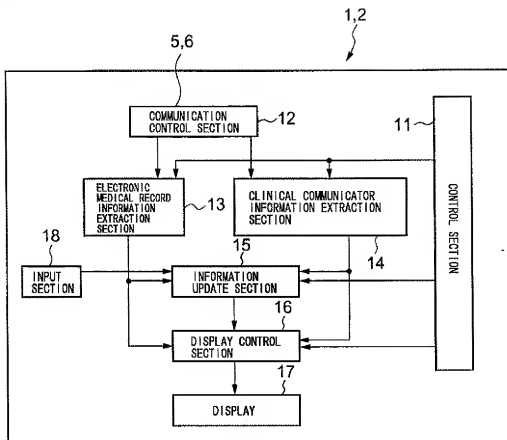 1,2
5,6
COMMUNICATION
CONTROL SECTION
12
11
ELECTRONIC
MEDICAL RECORD
INFORMATION
EXTRACTION
SECTION
13
CLINICAL COMMUNICATOR
INFORMATION EXTRACTION
SECTION
14
CONTROL SECTION
18
INPUT
SECTION
15
INFORMATION
UPDATE SECTION
16
DISPLAY CONTROL
SECTION
17
DISPLAY